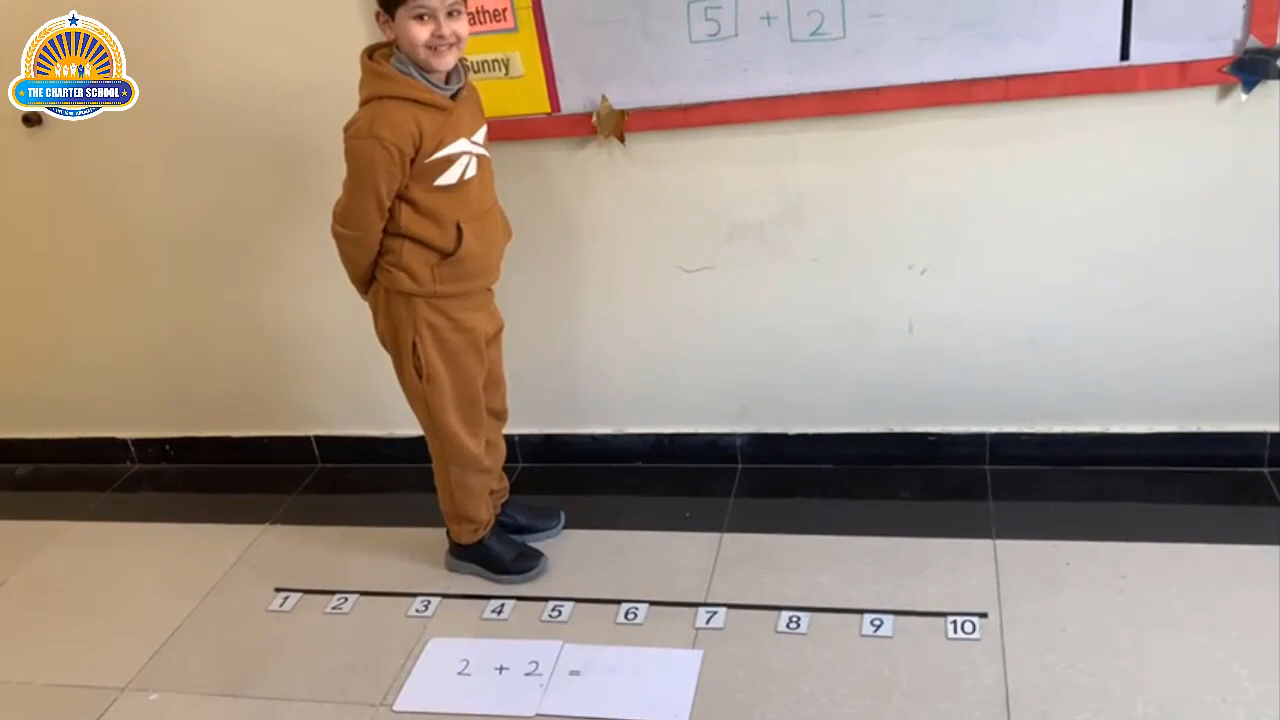 THE CHARTER SCHOOL
ather
Sunny
5 + 2 =
1 2 3 4 5 6 7 8 9 10
2 + 2 =